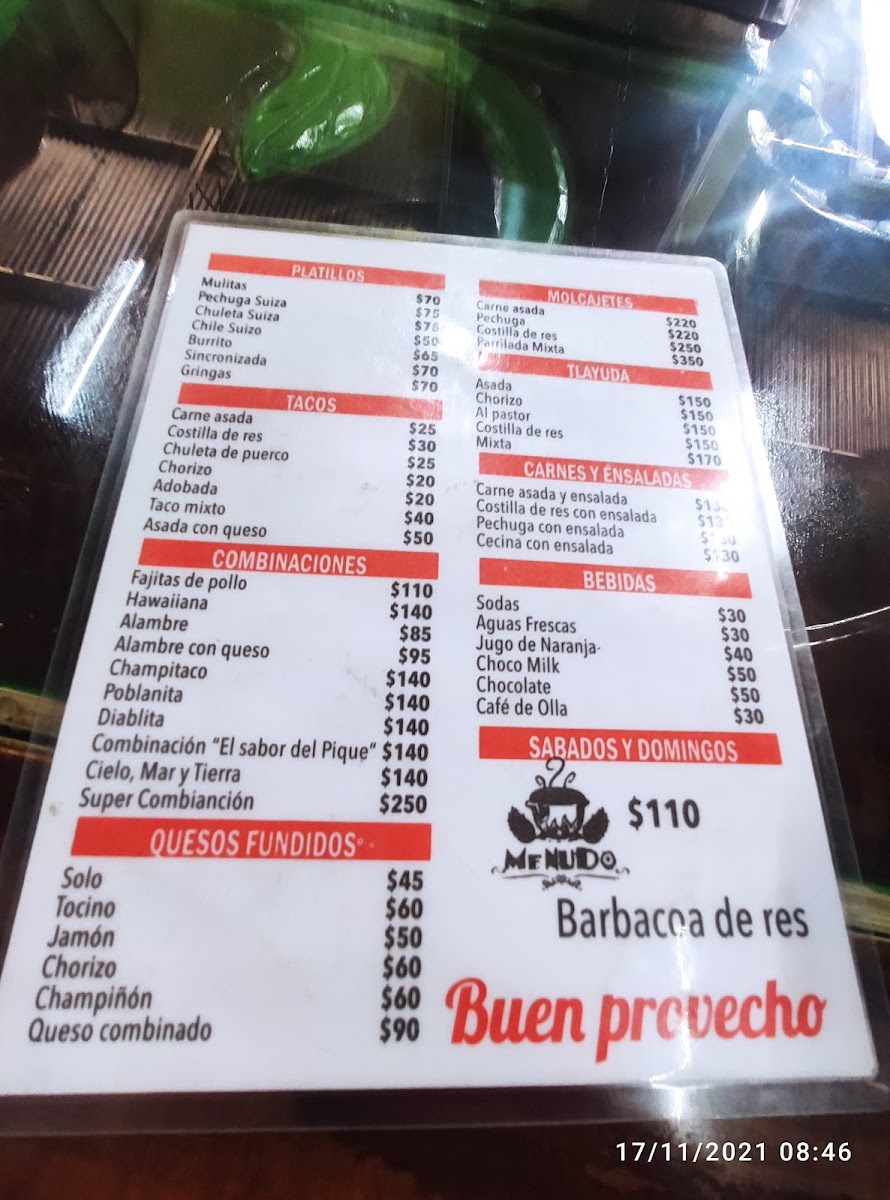 PLATILLOS
Mulitas $70
Pechuga Suiza $75
Chuleta Suiza $75
Chile Suizo $50
Burrito $65
Sincronizada $70
Gringas $70
TACOS
Carne asada $25
Costilla de res $30
Chuleta de puerco $25
Chorizo $20
Adobada $20
Taco mixto $40
Asada con queso $50
COMBINACIONES
Fajitas de pollo $110
Hawaiiana $140
Alambre $85
Alambre con queso $95
Champitaco $140
Poblanita $140
Diablita $140
Combinación "El sabor del Pique" $140
Cielo, Mar y Tierra $140
Super Combianción $250
QUESOS FUNDIDOS
Solo $45
Tocino $60
Jamón $50
Chorizo $60
Champiñón $60
Queso combinado $90
MOLCAJETES
Carne asada $220
Pechuga $220
Costilla de res $250
Parrilada Mixta $350
TLAYUDA
Asada $150
Chorizo $150
Al pastor $150
Costilla de res $150
Mixta $170
CARNES Y ÉNSALADAS
Carne asada y ensalada
Costilla de res con ensalada
Pechuga con ensalada
Cecina con ensalada $130
BEBIDAS
Sodas $30
Aguas Frescas $30
Jugo de Naranja $40
Choco Milk $50
Chocolate $50
Café de Olla $30
SABADOS Y DOMINGOS
MENUDO $110
Barbacoa de res
Buen provecho
17/11/2021 08:46